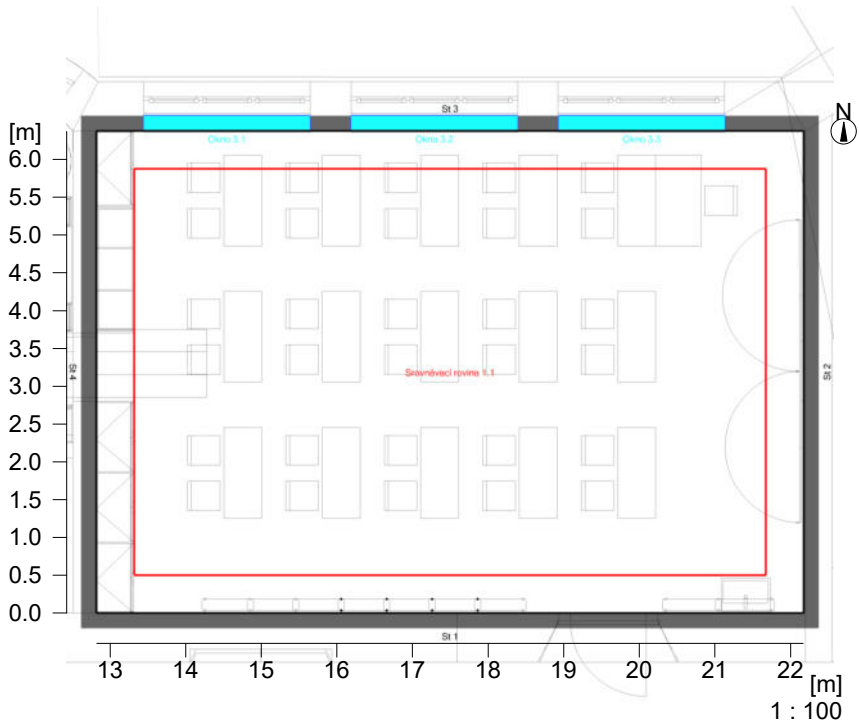 St 3
N
[m]
Okno 3.1
Okno 3.2
Okno 3.3
6.0
5.5
5.0
4.5
4.0
3.5
St 4
Srovnávací rovina 1.1
St 2
3.0
2.5
2.0
1.5
1.0
0.5
0.0
St 1
13 14 15 16 17 18 19 20 21 22
[m]
1 : 100